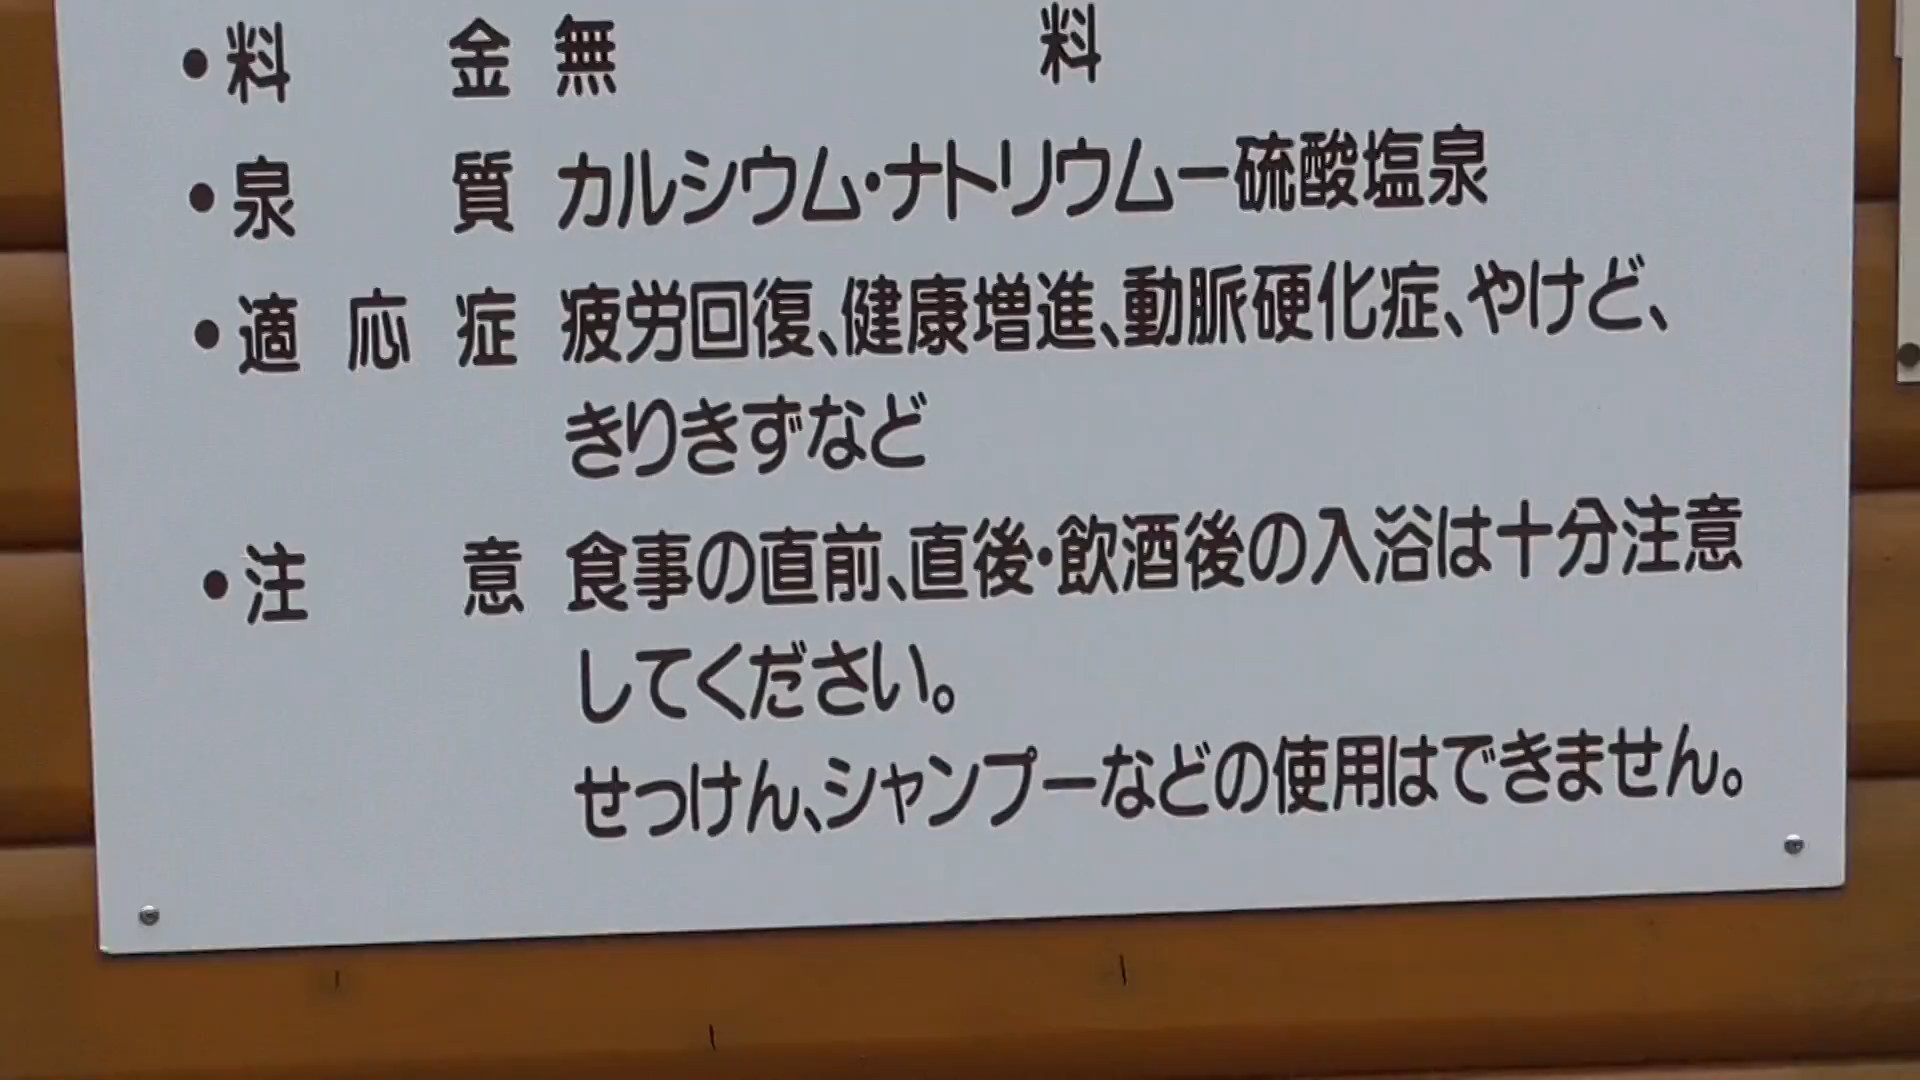 •料金 無料
•泉質 カルシウム・ナトリウムー硫酸塩泉
•適応症 疲労回復、健康増進、動脈硬化症、やけど、
きりきずなど
•注意 食事の直前、直後・飲酒後の入浴は十分注意
してください。
せっけん、シャンプーなどの使用はできません。